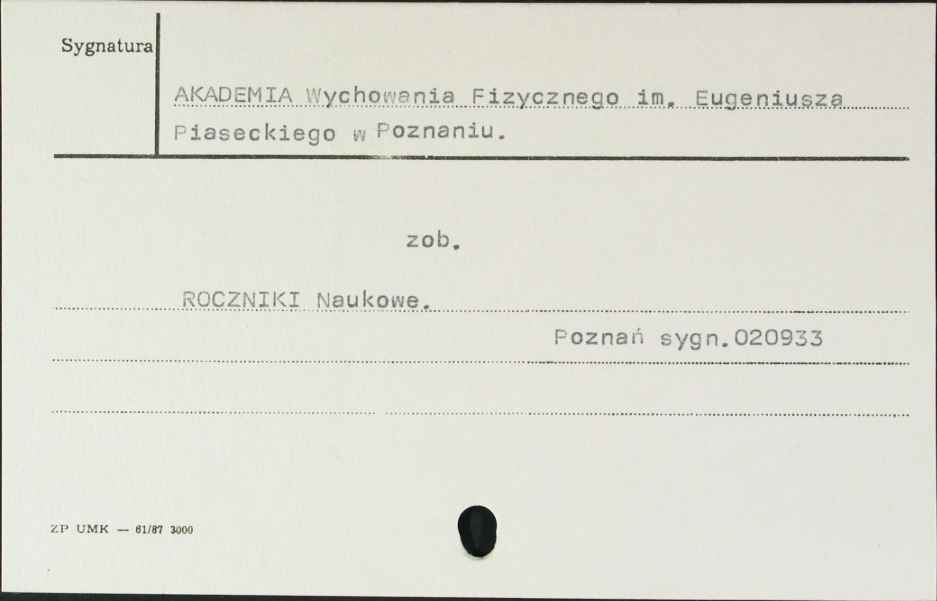 Sygnatura
AKADEMIA Wychowania Fizycznego im. Eugeniusza
Piaseckiego w Poznaniu.
zob.
ROCZNIKI Naukowe.
Poznań sygn.020933
ZP UMK — 61/87 3000